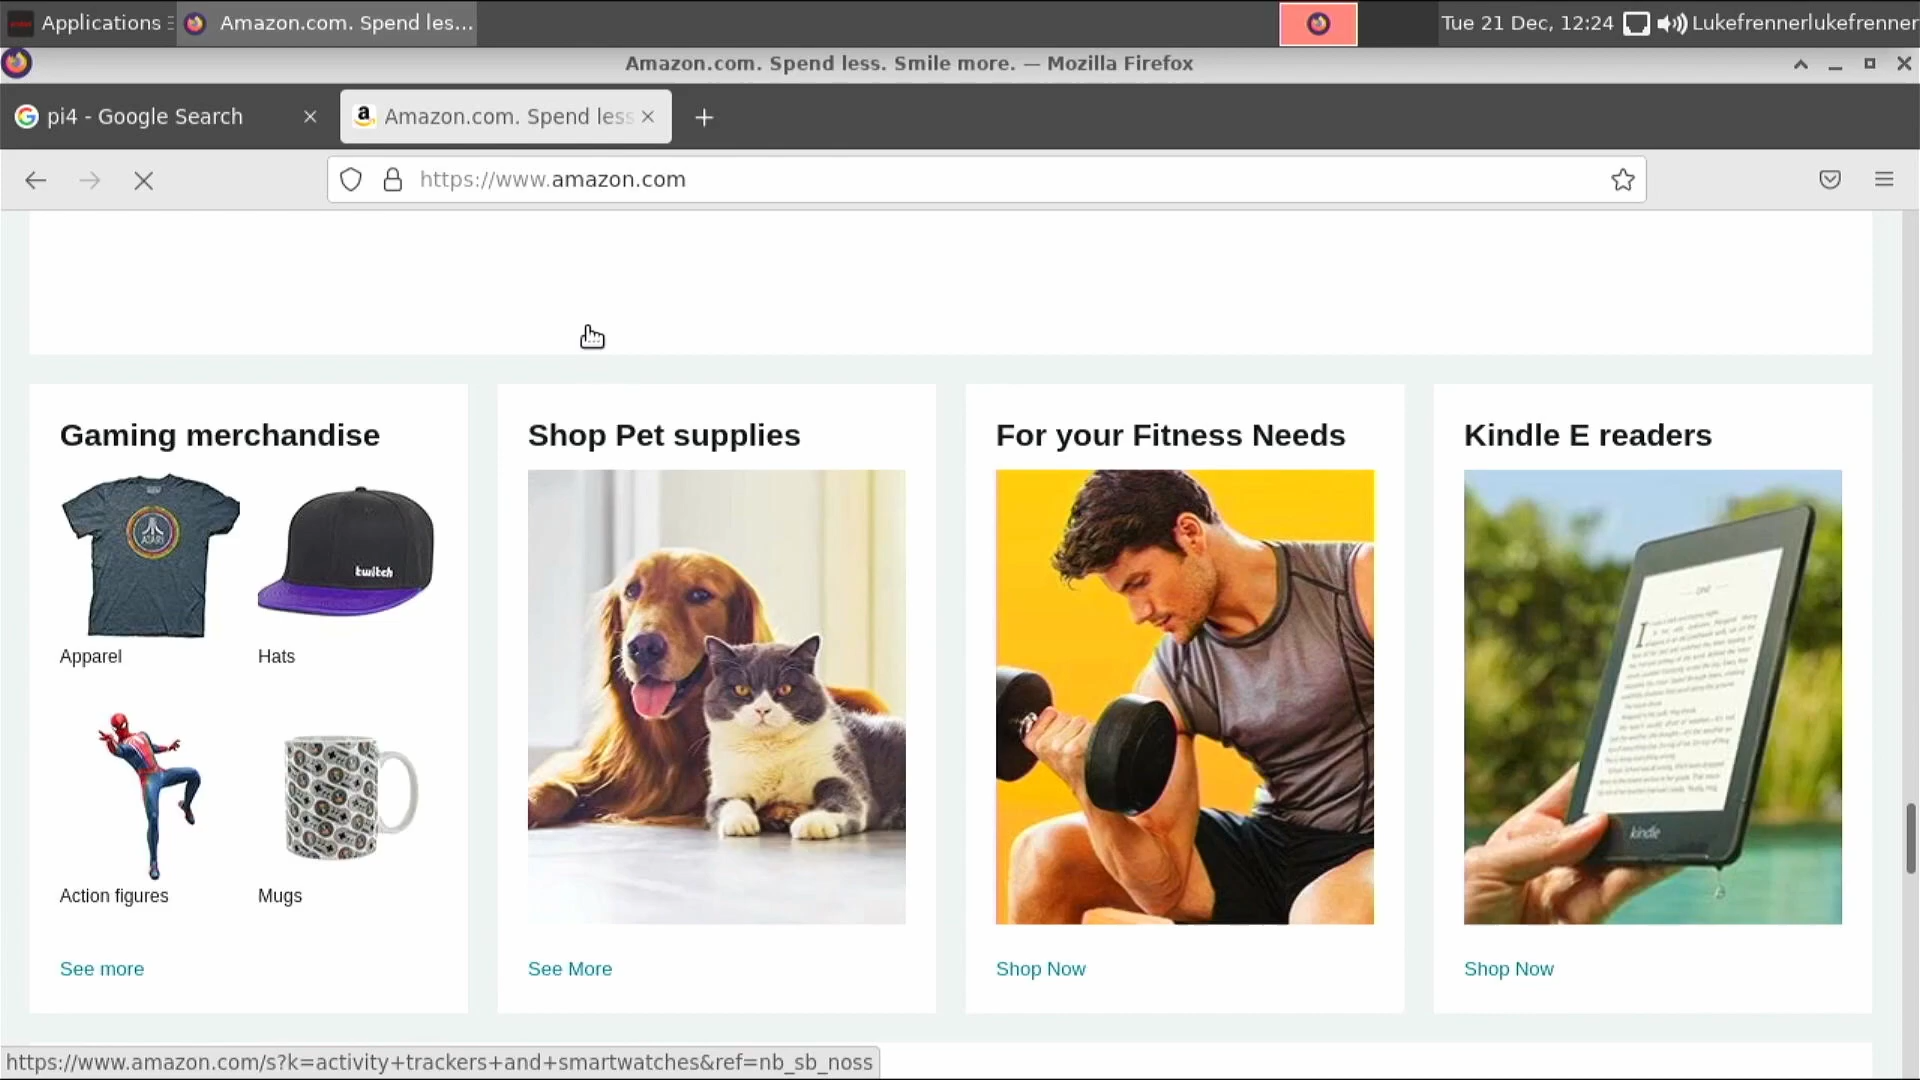 Applications
Amazon.com. Spend les...
Tue 21 Dec, 12:24
Lukefrennerlukefrenner
Amazon.com. Spend less. Smile more. — Mozilla Firefox
pi4 - Google Search
Amazon.com. Spend less
https://www.amazon.com
Gaming merchandise
Shop Pet supplies
For your Fitness Needs
Kindle E readers
ATARI
twitch
one
kindle
Apparel
Hats
Action figures
Mugs
See more
See More
Shop Now
Shop Now
https://www.amazon.com/s?k=activity+trackers+and+smartwatches&ref=nb_sb_noss